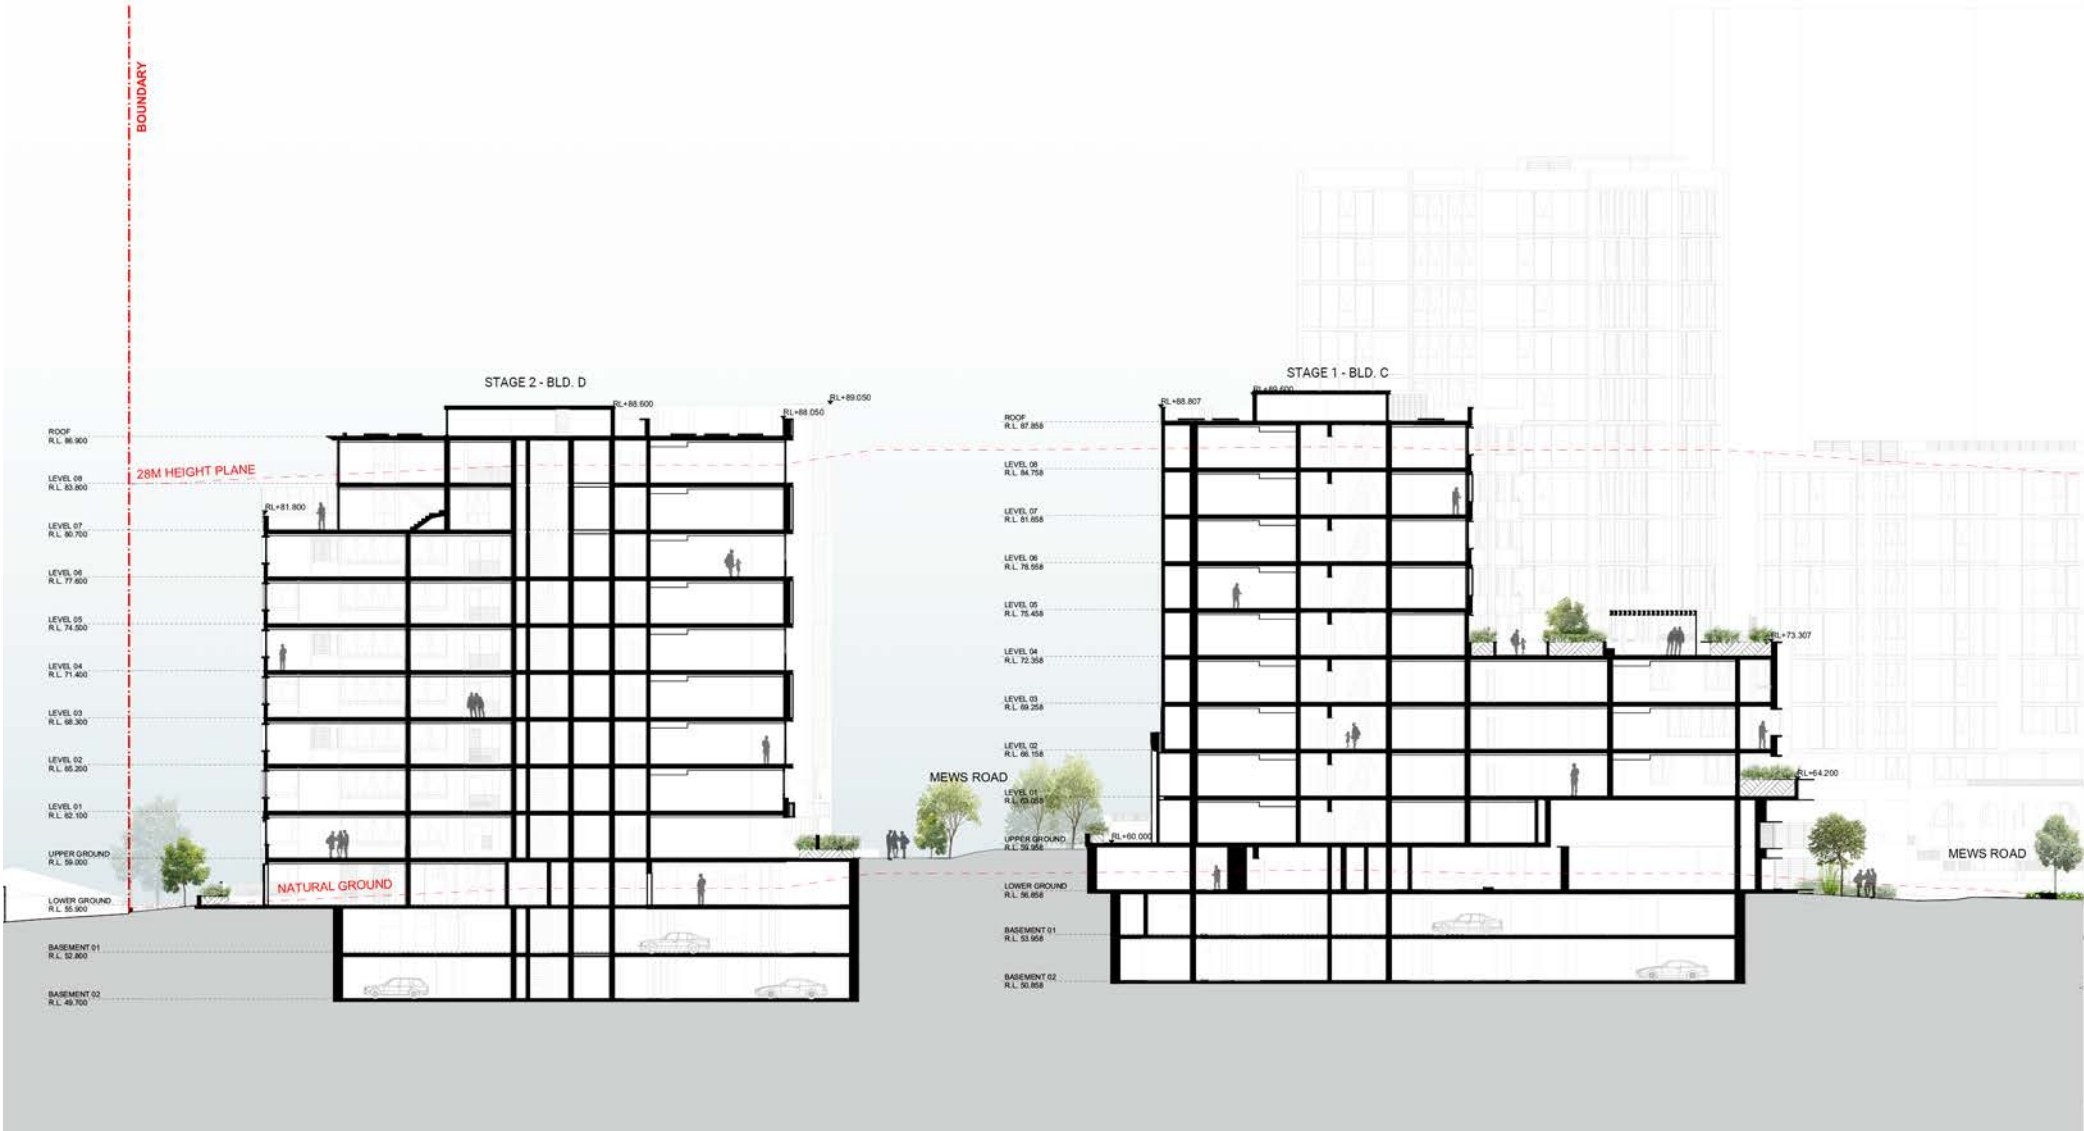 BOUNDARY
STAGE 2 - BLD. D
RL+88.600
RL+89.050
RL+88.050
ROOF
R.L. 86.900
28M HEIGHT PLANE
LEVEL 08
R.L. 83.800
RL+81.800
LEVEL 07
R.L. 80.700
LEVEL 06
R.L. 77.600
LEVEL 05
R.L. 74.500
LEVEL 04
R.L. 71.400
LEVEL 03
R.L. 68.300
LEVEL 02
R.L. 65.200
LEVEL 01
R.L. 62.100
UPPER GROUND
R.L. 59.000
NATURAL GROUND
LOWER GROUND
R.L. 55.900
BASEMENT 01
R.L. 52.800
BASEMENT 02
R.L. 49.700
MEWS ROAD
STAGE 1 - BLD. C
RL+89.600
RL+88.807
ROOF
R.L. 87.858
LEVEL 08
R.L. 84.758
LEVEL 07
R.L. 81.658
LEVEL 06
R.L. 78.558
LEVEL 05
R.L. 75.458
LEVEL 04
R.L. 72.358
RL+73.307
LEVEL 03
R.L. 69.258
LEVEL 02
R.L. 66.158
RL+64.200
LEVEL 01
R.L. 63.058
RL+60.000
UPPER GROUND
R.L. 59.958
MEWS ROAD
LOWER GROUND
R.L. 56.858
BASEMENT 01
R.L. 53.958
BASEMENT 02
R.L. 50.858